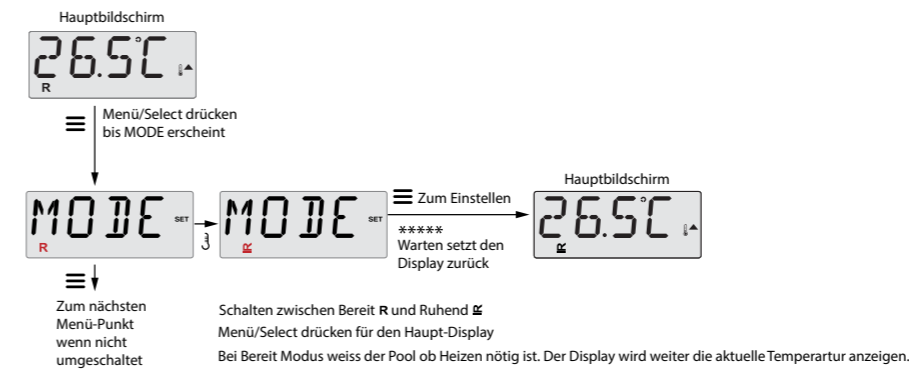 Hauptbildschirm
26.5°C
R
Menü/Select drücken
bis MODE erscheint
MODE SET
R
MODE SET
Zum Einstellen
*****
Warten setzt den
Display zurück
Hauptbildschirm
26.5°C
Zum nächsten
Menü-Punkt
wenn nicht
umgeschaltet
Schalten zwischen Bereit R und Ruhend
Menü/Select drücken für den Haupt-Display
Bei Bereit Modus weiss der Pool ob Heizen nötig ist. Der Display wird weiter die aktuelle Temperartur anzeigen.